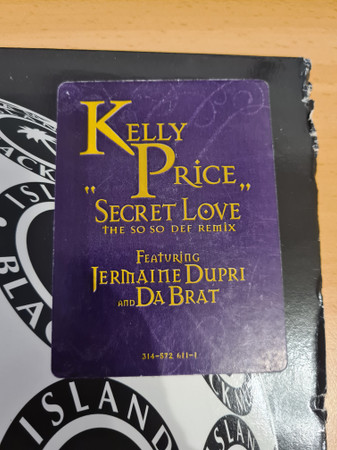 KELLY
PRICE
"SECRET LOVE"
THE SO SO DEF REMIX
FEATURING
JERMAINE DUPRI
AND DA BRAT
314-572 611-1
ISLAND
BLACK
ISLAND
ISLAND